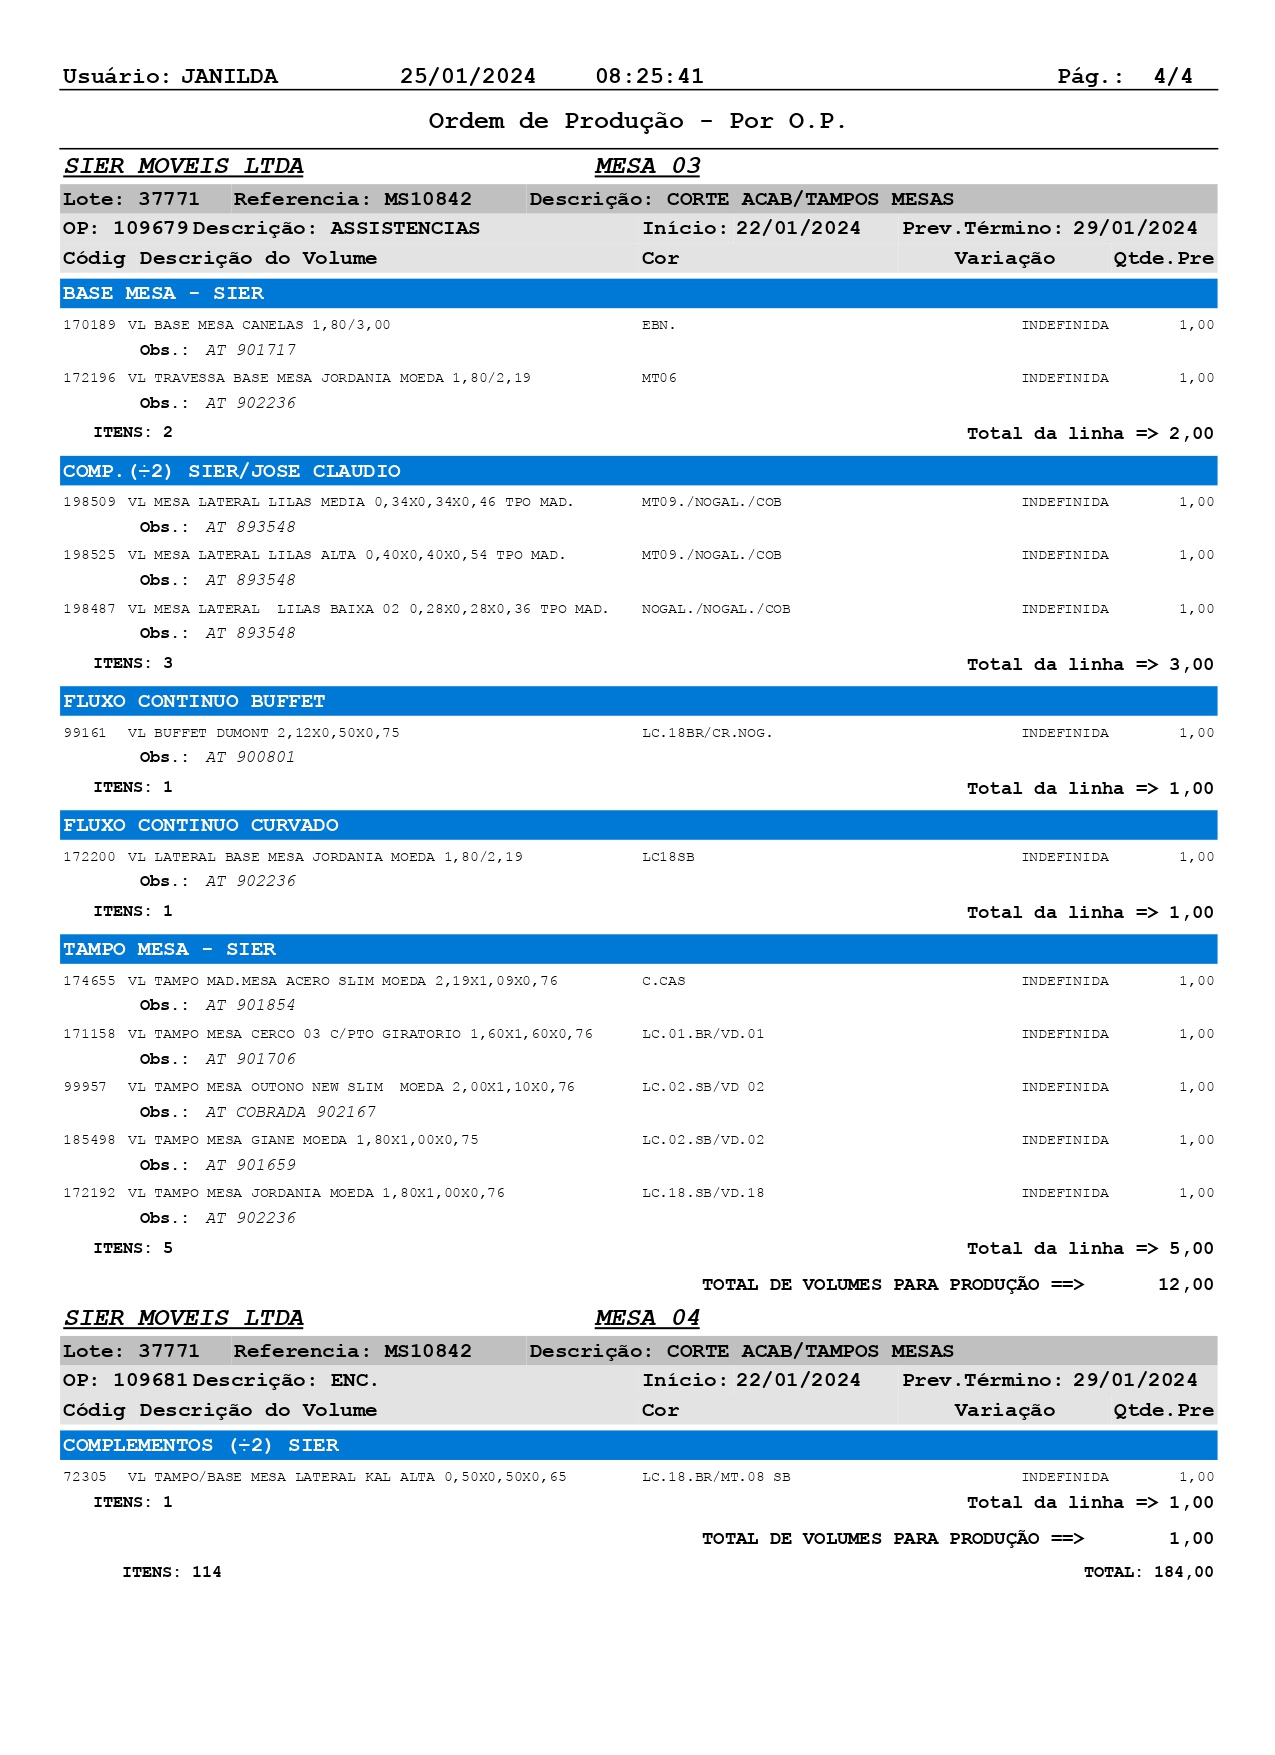 Usuário: JANILDA 25/01/2024 08:25:41 Pág.: 4/4
Ordem de Produção - Por O.P.
SIER MOVEIS LTDA MESA 03
Lote: 37771 Referencia: MS10842 Descrição: CORTE ACAB/TAMPOS MESAS
OP: 109679 Descrição: ASSISTENCIAS Início: 22/01/2024 Prev.Término: 29/01/2024
Códig Descrição do Volume Cor Variação Qtde.Pre
BASE MESA - SIER
170189 VL BASE MESA CANELAS 1,80/3,00 EBN. INDEFINIDA 1,00
Obs.: AT 901717
172196 VL TRAVESSA BASE MESA JORDANIA MOEDA 1,80/2,19 MT06 INDEFINIDA 1,00
Obs.: AT 902236
ITENS: 2 Total da linha => 2,00
COMP.(÷2) SIER/JOSE CLAUDIO
198509 VL MESA LATERAL LILAS MEDIA 0,34X0,34X0,46 TPO MAD. MT09./NOGAL./COB INDEFINIDA 1,00
Obs.: AT 893548
198525 VL MESA LATERAL LILAS ALTA 0,40X0,40X0,54 TPO MAD. MT09./NOGAL./COB INDEFINIDA 1,00
Obs.: AT 893548
198487 VL MESA LATERAL  LILAS BAIXA 02 0,28X0,28X0,36 TPO MAD. NOGAL./NOGAL./COB INDEFINIDA 1,00
Obs.: AT 893548
ITENS: 3 Total da linha => 3,00
FLUXO CONTINUO BUFFET
99161 VL BUFFET DUMONT 2,12X0,50X0,75 LC.18BR/CR.NOG. INDEFINIDA 1,00
Obs.: AT 900801
ITENS: 1 Total da linha => 1,00
FLUXO CONTINUO CURVADO
172200 VL LATERAL BASE MESA JORDANIA MOEDA 1,80/2,19 LC18SB INDEFINIDA 1,00
Obs.: AT 902236
ITENS: 1 Total da linha => 1,00
TAMPO MESA - SIER
174655 VL TAMPO MAD.MESA ACERO SLIM MOEDA 2,19X1,09X0,76 C.CAS INDEFINIDA 1,00
Obs.: AT 901854
171158 VL TAMPO MESA CERCO 03 C/PTO GIRATORIO 1,60X1,60X0,76 LC.01.BR/VD.01 INDEFINIDA 1,00
Obs.: AT 901706
99957 VL TAMPO MESA OUTONO NEW SLIM  MOEDA 2,00X1,10X0,76 LC.02.SB/VD 02 INDEFINIDA 1,00
Obs.: AT COBRADA 902167
185498 VL TAMPO MESA GIANE MOEDA 1,80X1,00X0,75 LC.02.SB/VD.02 INDEFINIDA 1,00
Obs.: AT 901659
172192 VL TAMPO MESA JORDANIA MOEDA 1,80X1,00X0,76 LC.18.SB/VD.18 INDEFINIDA 1,00
Obs.: AT 902236
ITENS: 5 Total da linha => 5,00
TOTAL DE VOLUMES PARA PRODUÇÃO ==> 12,00
SIER MOVEIS LTDA MESA 04
Lote: 37771 Referencia: MS10842 Descrição: CORTE ACAB/TAMPOS MESAS
OP: 109681 Descrição: ENC. Início: 22/01/2024 Prev.Término: 29/01/2024
Códig Descrição do Volume Cor Variação Qtde.Pre
COMPLEMENTOS (÷2) SIER
72305 VL TAMPO/BASE MESA LATERAL KAL ALTA 0,50X0,50X0,65 LC.18.BR/MT.08 SB INDEFINIDA 1,00
ITENS: 1 Total da linha => 1,00
TOTAL DE VOLUMES PARA PRODUÇÃO ==> 1,00
ITENS: 114 TOTAL: 184,00